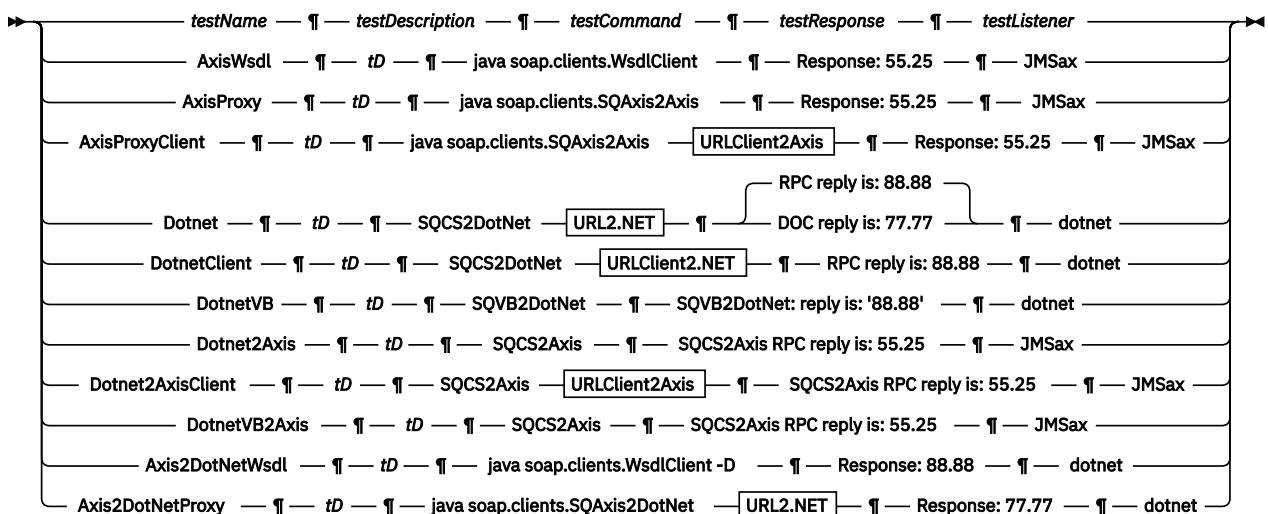 testName ¶ testDescription ¶ testCommand ¶ testResponse ¶ testListener
AxisWsdl ¶ tD ¶ java soap.clients.WsdlClient ¶ Response: 55.25 ¶ JMSax
AxisProxy ¶ tD ¶ java soap.clients.SQAxis2Axis ¶ Response: 55.25 ¶ JMSax
AxisProxyClient ¶ tD ¶ java soap.clients.SQAxis2Axis URLClient2Axis ¶ Response: 55.25 ¶ JMSax
RPC reply is: 88.88
Dotnet ¶ tD ¶ SQCS2DotNet URL2.NET ¶ DOC reply is: 77.77 ¶ dotnet
DotnetClient ¶ tD ¶ SQCS2DotNet URLClient2.NET ¶ RPC reply is: 88.88 ¶ dotnet
DotnetVB ¶ tD ¶ SQVB2DotNet ¶ SQVB2DotNet: reply is: '88.88' ¶ dotnet
Dotnet2Axis ¶ tD ¶ SQCS2Axis ¶ SQCS2Axis RPC reply is: 55.25 ¶ JMSax
Dotnet2AxisClient ¶ tD ¶ SQCS2Axis URLClient2Axis ¶ SQCS2Axis RPC reply is: 55.25 ¶ JMSax
DotnetVB2Axis ¶ tD ¶ SQCS2Axis ¶ SQCS2Axis RPC reply is: 55.25 ¶ JMSax
Axis2DotNetWsdl ¶ tD ¶ java soap.clients.WsdlClient -D ¶ Response: 88.88 ¶ dotnet
Axis2DotNetProxy ¶ tD ¶ java soap.clients.SQAxis2DotNet URL2.NET ¶ Response: 77.77 ¶ dotnet